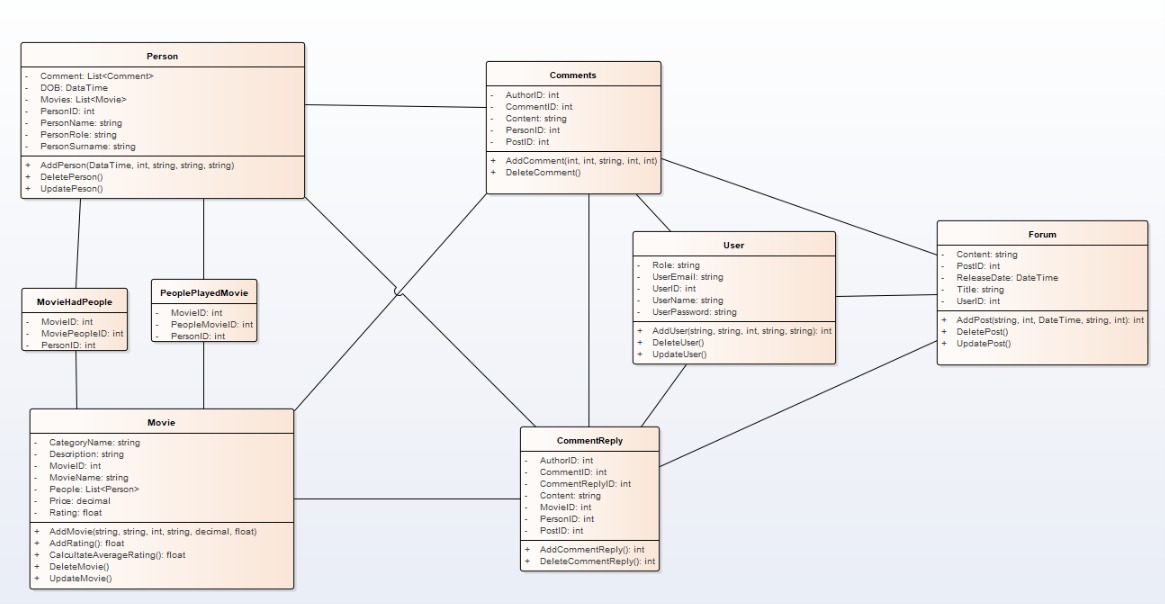 Person
- Comment: List<Comment>
- DOB: DataTime
- Movies: List<Movie>
- PersonID: int
- PersonName: string
- PersonRole: string
- PersonSurname: string
+ AddPerson(DataTime, int, string, string, string)
+ DeletePerson()
+ UpdatePeson()
Comments
- AuthorID: int
- CommentID: int
- Content: string
- PersonID: int
- PostID: int
+ AddComment(int, int, string, int, int)
+ DeleteComment()
User
- Role: string
- UserEmail: string
- UserID: int
- UserName: string
- UserPassword: string
+ AddUser(string, string, int, string, string): int
+ DeleteUser()
+ UpdateUser()
Forum
- Content: string
- PostID: int
- ReleaseDate: DateTime
- Title: string
- UserID: int
+ AddPost(string, int, DateTime, string, int): int
+ DeletePost()
+ UpdatePost()
MovieHadPeople
- MovieID: int
- MoviePeopleID: int
- PersonID: int
PeoplePlayedMovie
- MovieID: int
- PeopleMovieID: int
- PersonID: int
Movie
- CategoryName: string
- Description: string
- MovieID: int
- MovieName: string
- People: List<Person>
- Price: decimal
- Rating: float
+ AddMovie(string, string, int, string, decimal, float)
+ AddRating(): float
+ CalcultateAverageRating(): float
+ DeleteMovie()
+ UpdateMovie()
CommentReply
- AuthorID: int
- CommentID: int
- CommentReplyID: int
- Content: string
- MovieID: int
- PersonID: int
- PostID: int
+ AddCommentReply(): int
+ DeleteCommentReply(): int